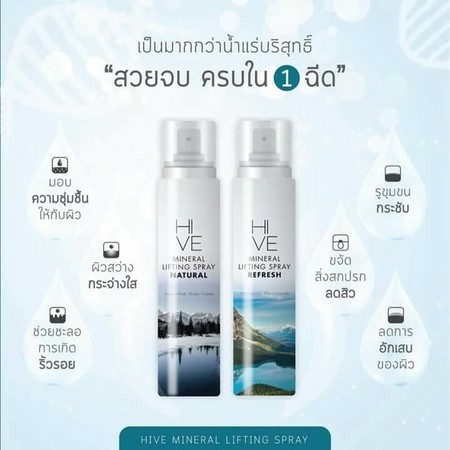 เป็นมากกว่าน้ำแร่บริสุทธิ์
“สวยจบ ครบใน 1 ฉีด”
มอบ
ความชุ่มชื้น
ให้กับผิว
ผิวสว่าง
กระจ่างใส
ช่วยชะลอ
การเกิด
ริ้วรอย
HI
VE
MINERAL
LIFTING SPRAY
NATURAL
HI
VE
MINERAL
LIFTING SPRAY
REFRESH
รูขุมขน
กระชับ
ขจัด
สิ่งสกปรก
ลดสิว
ลดการ
อักเสบ
ของผิว
HIVE MINERAL LIFTING SPRAY